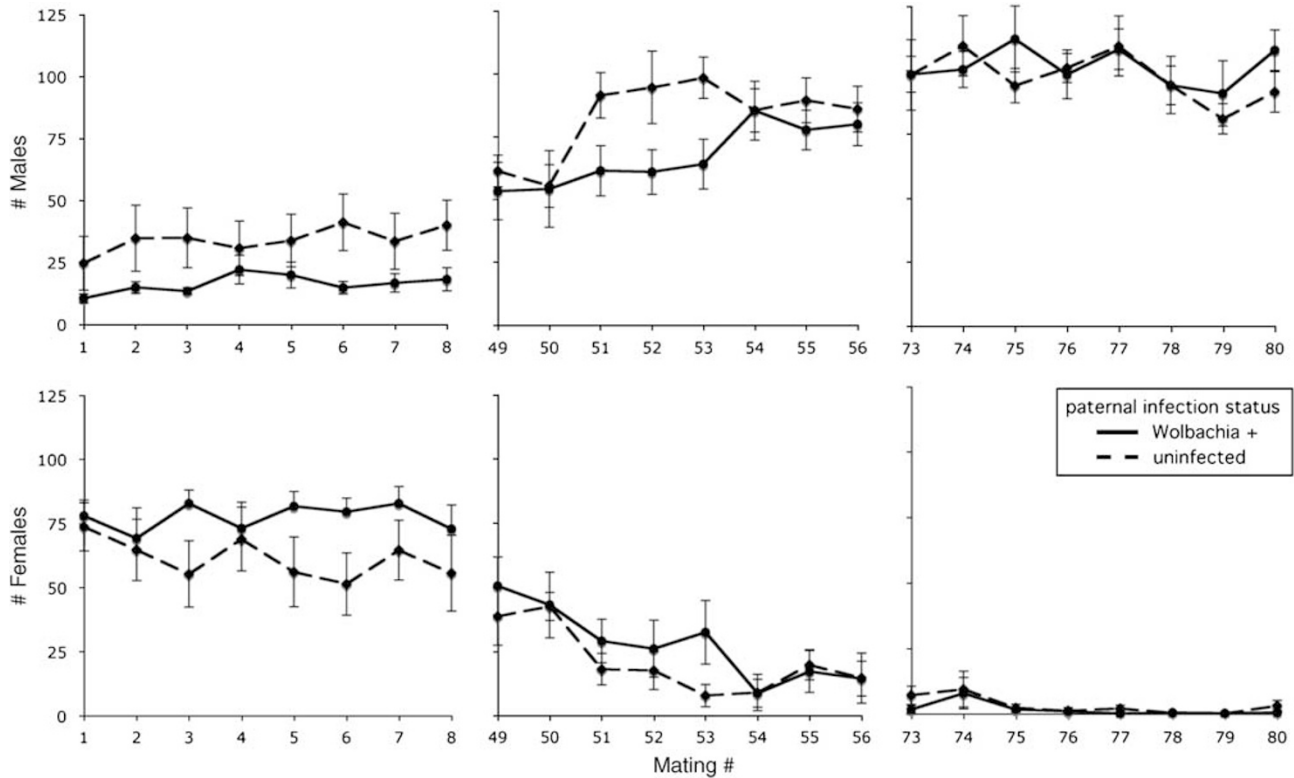 125
100
75
50
25
0
# Males
1 2 3 4 5 6 7 8
49 50 51 52 53 54 55 56
73 74 75 76 77 78 79 80
125
100
75
50
25
0
# Females
paternal infection status
Wolbachia +
uninfected
1 2 3 4 5 6 7 8
49 50 51 52 53 54 55 56
73 74 75 76 77 78 79 80
Mating #